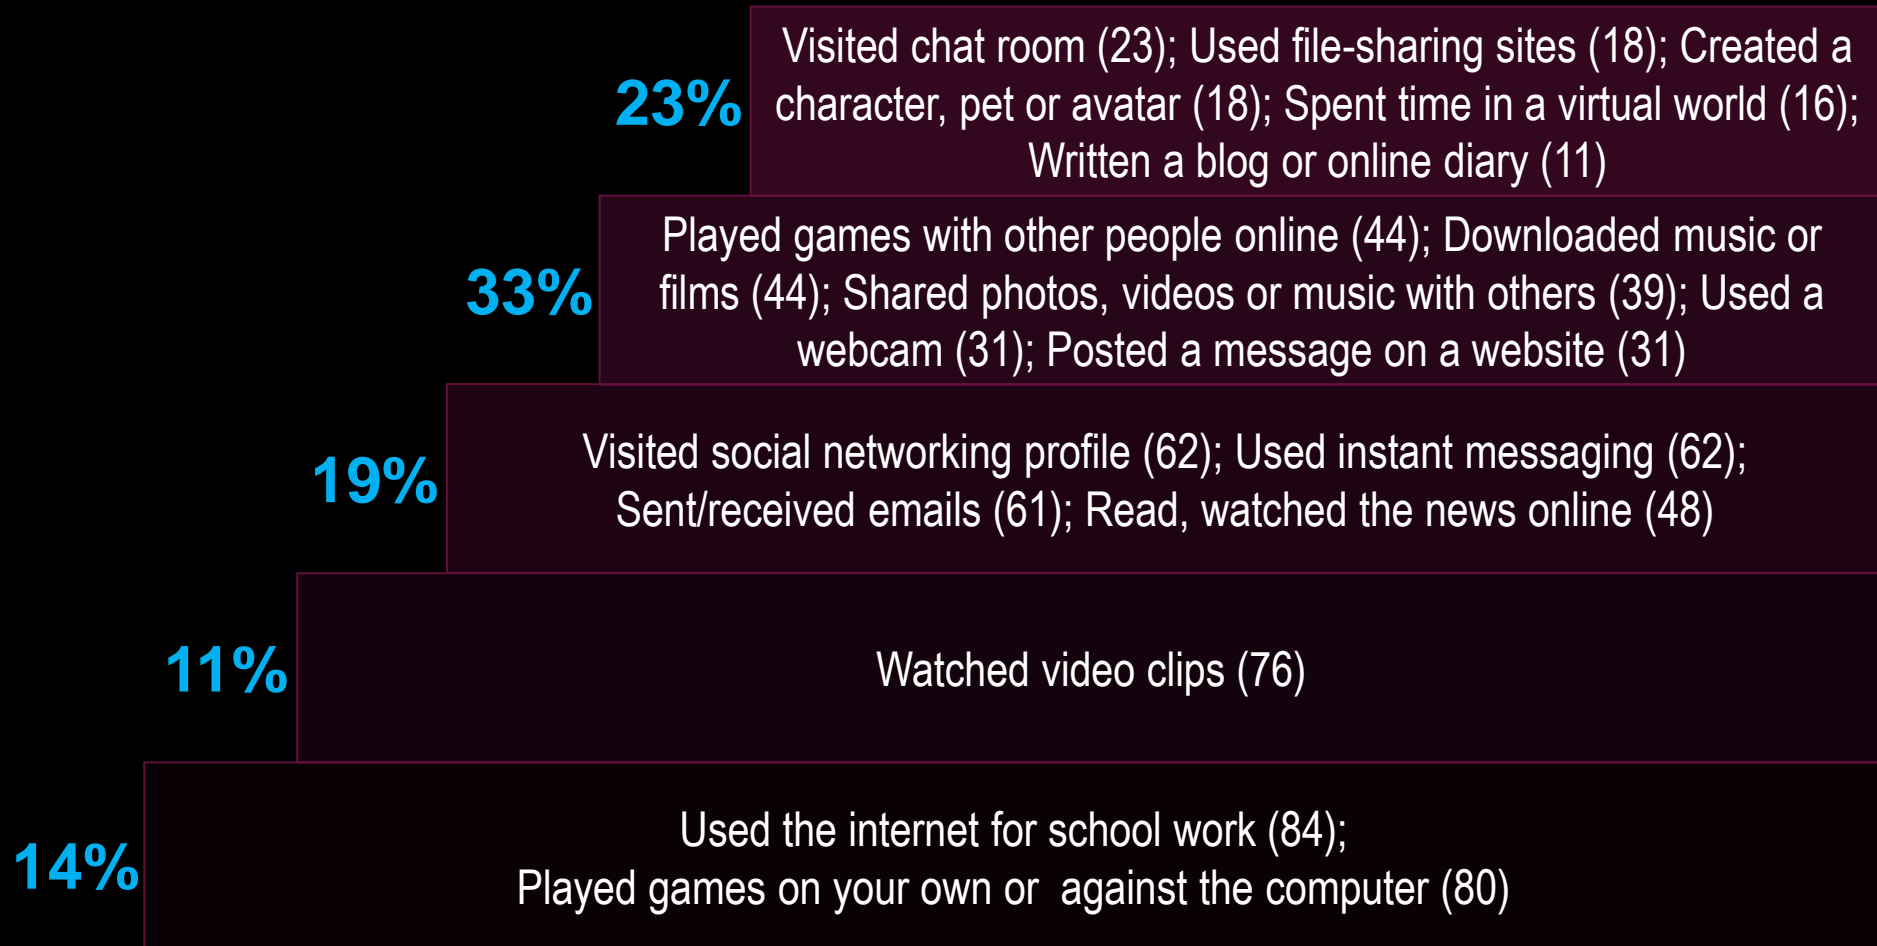 23%
Visited chat room (23); Used file-sharing sites (18); Created a
character, pet or avatar (18); Spent time in a virtual world (16);
Written a blog or online diary (11)
33%
Played games with other people online (44); Downloaded music or
films (44); Shared photos, videos or music with others (39); Used a
webcam (31); Posted a message on a website (31)
19%
Visited social networking profile (62); Used instant messaging (62);
Sent/received emails (61); Read, watched the news online (48)
11%
Watched video clips (76)
14%
Used the internet for school work (84);
Played games on your own or  against the computer (80)